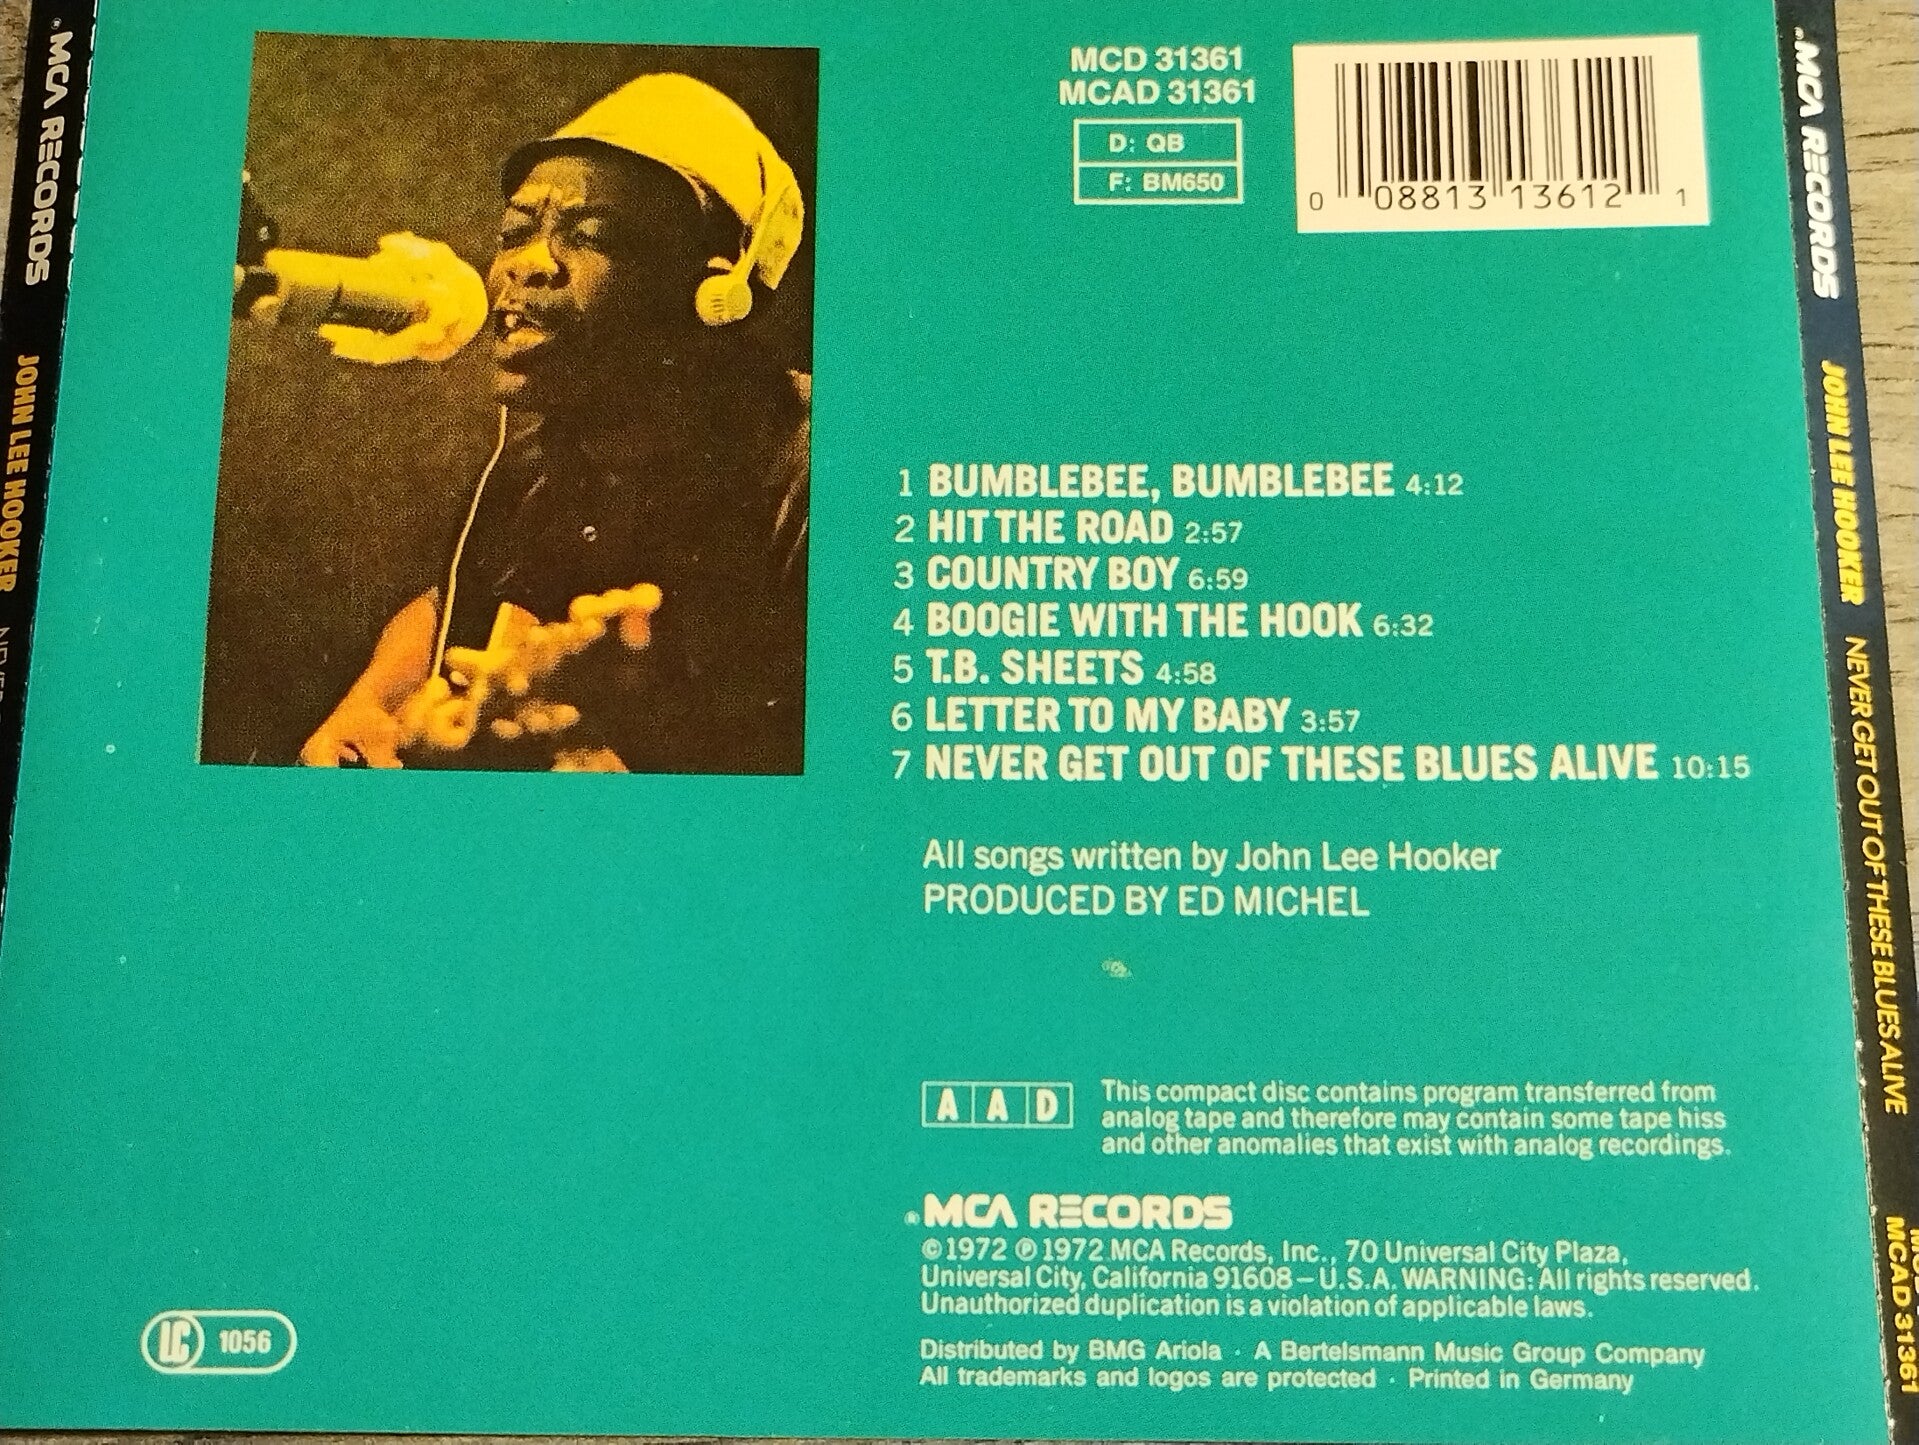 MCA RECORDS
JOHN LEE HOOKER
MCD 31361
MCAD 31361
D: QB
F: BM650
0 08813 13612 1
1 BUMBLEBEE, BUMBLEBEE 4:12
2 HIT THE ROAD 2:57
3 COUNTRY BOY 6:59
4 BOOGIE WITH THE HOOK 6:32
5 T.B. SHEETS 4:58
6 LETTER TO MY BABY 3:57
7 NEVER GET OUT OF THESE BLUES ALIVE 10:15
All songs written by John Lee Hooker
PRODUCED BY ED MICHEL
A A D
This compact disc contains program transferred from
analog tape and therefore may contain some tape hiss
and other anomalies that exist with analog recordings.
® MCA RECORDS
©1972 ℗1972 MCA Records, Inc., 70 Universal City Plaza,
Universal City, California 91608 – U.S.A. WARNING: All rights reserved.
Unauthorized duplication is a violation of applicable laws.
Distributed by BMG Ariola · A Bertelsmann Music Group Company
All trademarks and logos are protected · Printed in Germany
LC 1056
MCA RECORDS
JOHN LEE HOOKER
NEVER GET OUT OF THESE BLUES ALIVE
MCAD 31361